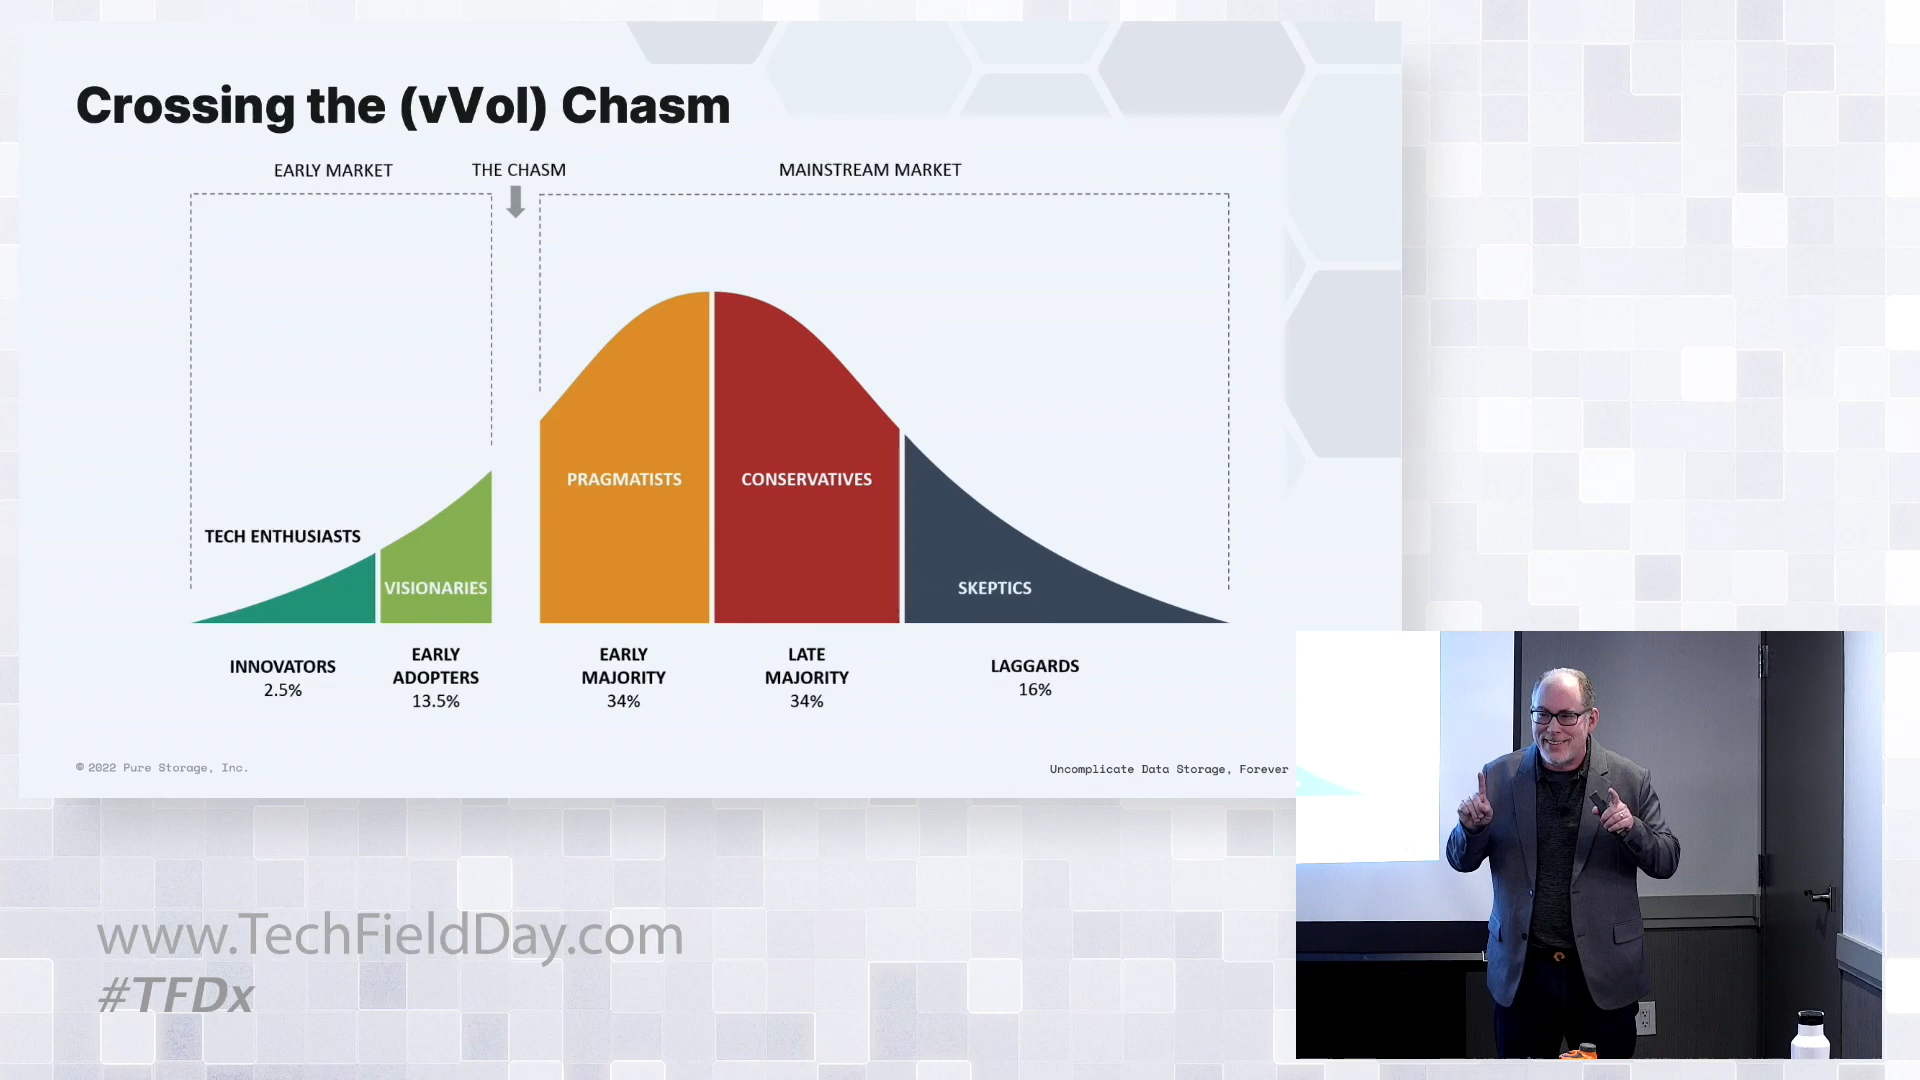 Crossing the (vVol) Chasm
EARLY MARKET
THE CHASM
MAINSTREAM MARKET
TECH ENTHUSIASTS
VISIONARIES
PRAGMATISTS
CONSERVATIVES
SKEPTICS
INNOVATORS
2.5%
EARLY
ADOPTERS
13.5%
EARLY
MAJORITY
34%
LATE
MAJORITY
34%
LAGGARDS
16%
© 2022 Pure Storage, Inc.
Uncomplicate Data Storage, Forever
www.TechFieldDay.com
#TFDx